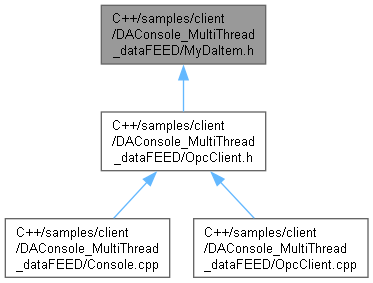 C++/samples/client
/DAConsole_MultiThread
_dataFEED/MyDaItem.h
C++/samples/client
/DAConsole_MultiThread
_dataFEED/OpcClient.h
C++/samples/client
/DAConsole_MultiThread
_dataFEED/Console.cpp
C++/samples/client
/DAConsole_MultiThread
_dataFEED/OpcClient.cpp